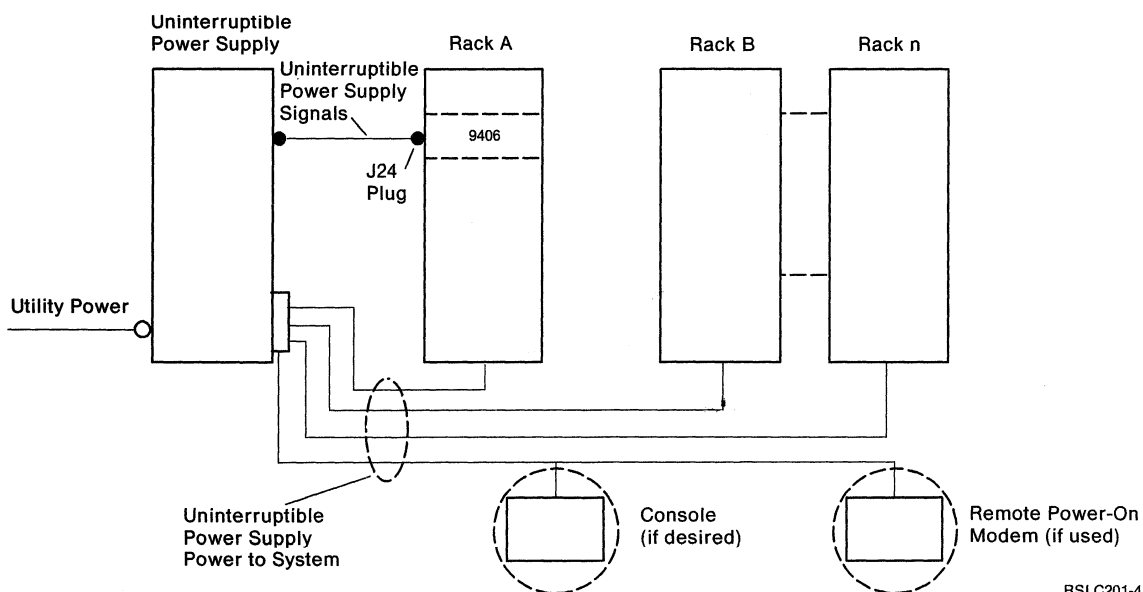 Uninterruptible
Power Supply
Rack A
Rack B
Rack n
Uninterruptible
Power Supply
Signals
9406
J24
Plug
Utility Power
Uninterruptible
Power Supply
Power to System
Console
(if desired)
Remote Power-On
Modem (if used)
RSLC201-4